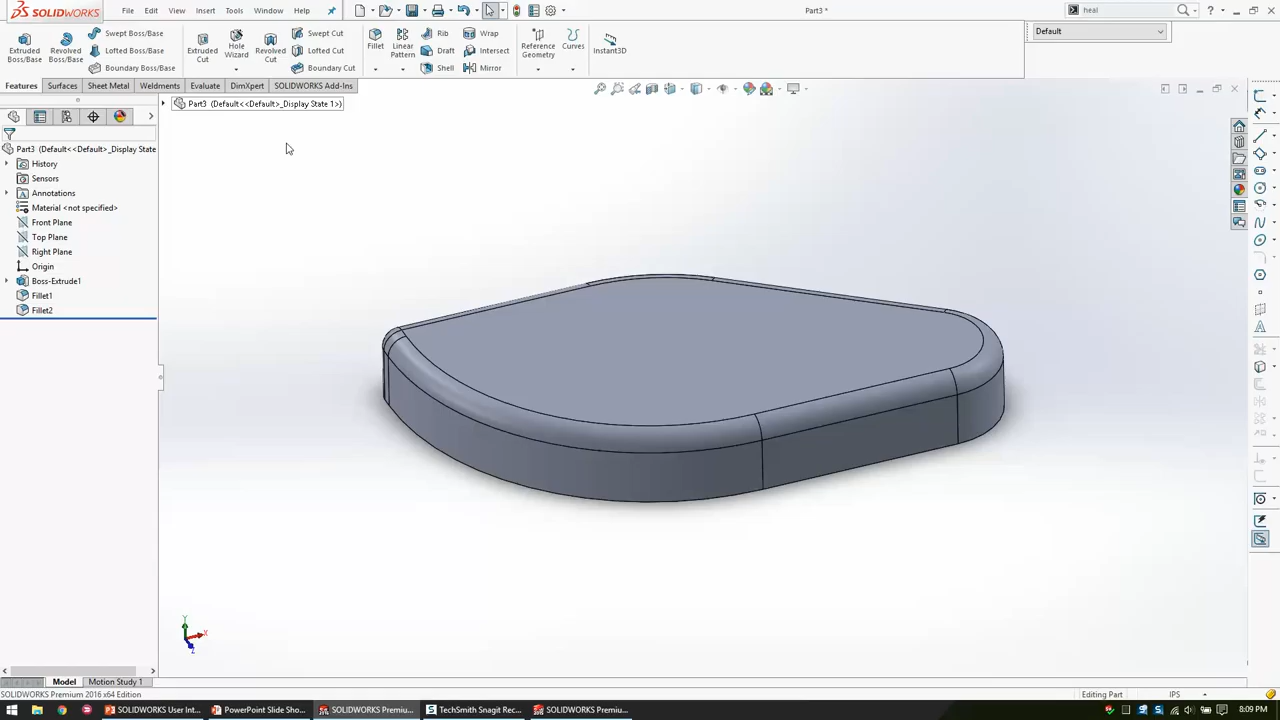 SOLIDWORKS File Edit View Insert Tools Window Help Part3 * heal
Extruded Boss/Base Revolved Boss/Base Swept Boss/Base Lofted Boss/Base Boundary Boss/Base Extruded Cut Hole Wizard Revolved Cut Swept Cut Lofted Cut Boundary Cut Fillet Linear Pattern Rib Draft Shell Wrap Intersect Mirror Reference Geometry Curves Instant3D Default
Features Surfaces Sheet Metal Weldments Evaluate DimXpert SOLIDWORKS Add-Ins
Part3 (Default<<Default>_Display State 1>)
Part3 (Default<<Default>_Display State
History
Sensors
Annotations
Material <not specified>
Front Plane
Top Plane
Right Plane
Origin
Boss-Extrude1
Fillet1
Fillet2
Y
X
Z
Model Motion Study 1
SOLIDWORKS Premium 2016 x64 Edition Editing Part IPS
SOLIDWORKS User Int... PowerPoint Slide Sho... SOLIDWORKS Premiu... TechSmith Snagit Rec... SOLIDWORKS Premiu... 8:09 PM